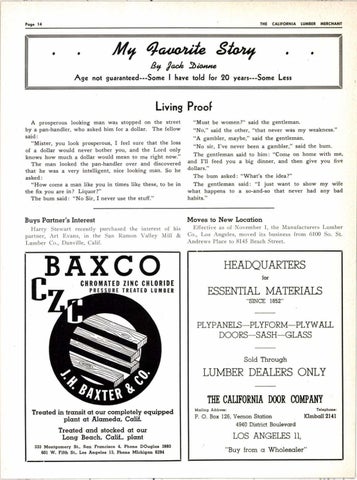 Page 14
THE CALIFORNIA LUMBER MERCHANT
My Favorite Story
By Jack Dionne
Age not guaranteed---Some I have told for 20 years---Some Less
Living Proof
A prosperous looking man was stopped on the street
by a pan-handler, who asked him for a dollar. The fellow
said:
"Mister, you look prosperous, I feel sure that the loss
of a dollar would never bother you, and the Lord only
knows how much a dollar would mean to my right now."
The man looked the pan-handler over and discovered
that he was a very intelligent, nice looking man. So he
asked:
"How come a man like you in times like these, to be in
the fix you are in? Liquor?"
The bum said: "No Sir, I never use the stuff."
"Must be women?" said the gentleman.
"No," said the other, "that never was my weakness."
"A gambler, maybe," said the gentleman.
"No sir, I've never been a gambler," said the bum.
The gentleman said to him: "Come on home with me,
and I'll feed you a big dinner, and then give you five
dollars."
The bum asked: "What's the idea?"
The gentleman said: "I just want to show my wife
what happens to a so-and-so that never had any bad
habits."
Buys Partner's Interest
Harry Stewart recently purchased the interest of his
partner, Art Evans, in the San Ramon Valley Mill &
Lumber Co., Danville, Calif.
Moves to New Location
Effective as of November 1, the Manufacturers Lumber
Co., Los Angeles, moved its business from 6100 So. St.
Andrews Place to 8145 Beach Street.
BAXCO
CZC
CHROMATED ZINC CHLORIDE
PRESSURE TREATED LUMBER
J. H. BAXTER & CO.
Treated in transit at our completely equipped
plant at Alameda, Calif.
Treated and stocked at our
Long Beach, Calif., plant
333 Montgomery St., San Francisco 4, Phone DOuglas 3883
601 W. Fifth St., Los Angeles 13, Phone Michigan 6294
HEADQUARTERS
for
ESSENTIAL MATERIALS
"SINCE 1852"
PLYPANELS—PLYFORM—PLYWALL
DOORS—SASH—GLASS
Sold Through
LUMBER DEALERS ONLY
THE CALIFORNIA DOOR COMPANY
Mailing Address:
Telephone:
P. O. Box 126, Vernon Station
Kimball 2141
4940 District Boulevard
LOS ANGELES 11,
"Buy from a Wholesaler"